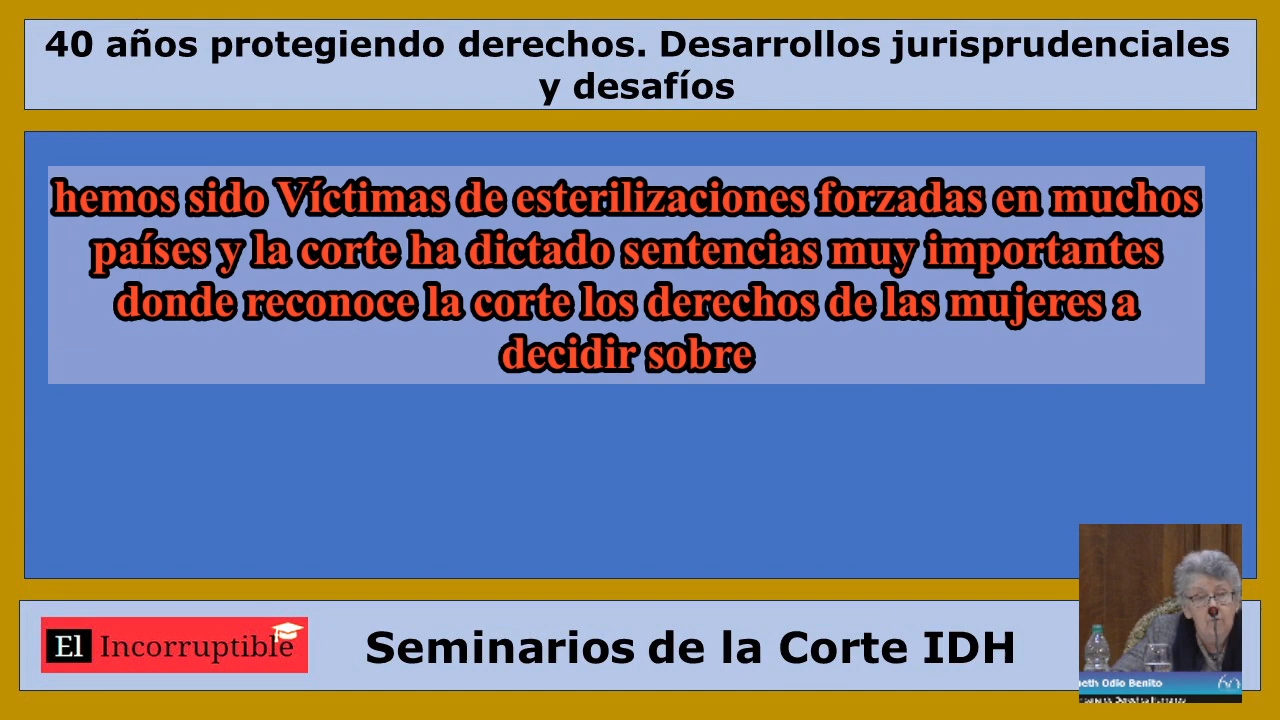 40 años protegiendo derechos. Desarrollos jurisprudenciales
y desafíos
hemos sido Víctimas de esterilizaciones forzadas en muchos
países y la corte ha dictado sentencias muy importantes
donde reconoce la corte los derechos de las mujeres a
decidir sobre
El Incorruptible
Seminarios de la Corte IDH
Odio Benito